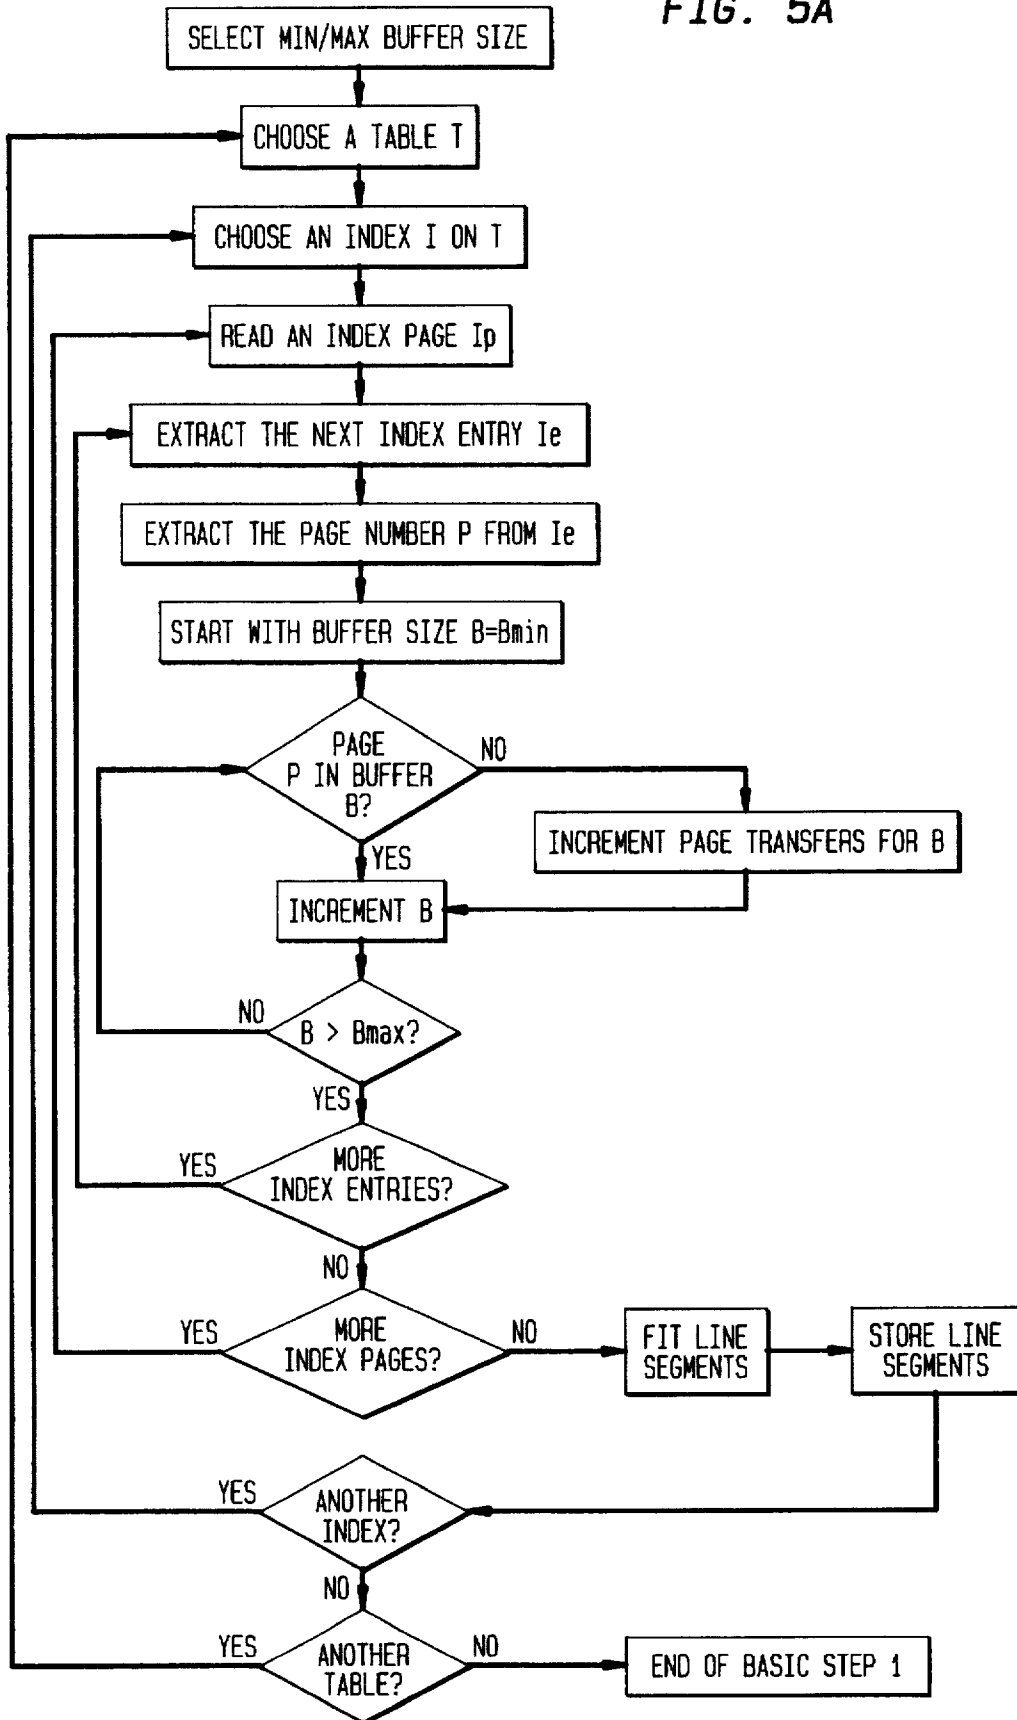 FIG. 5A
SELECT MIN/MAX BUFFER SIZE
CHOOSE A TABLE T
CHOOSE AN INDEX I ON T
READ AN INDEX PAGE Ip
EXTRACT THE NEXT INDEX ENTRY Ie
EXTRACT THE PAGE NUMBER P FROM Ie
START WITH BUFFER SIZE B=Bmin
PAGE
P IN BUFFER
B?
NO
INCREMENT PAGE TRANSFERS FOR B
YES
INCREMENT B
NO
B > Bmax?
YES
YES
MORE
INDEX ENTRIES?
NO
YES
MORE
INDEX PAGES?
NO
FIT LINE
SEGMENTS
STORE LINE
SEGMENTS
YES
ANOTHER
INDEX?
NO
YES
ANOTHER
TABLE?
NO
END OF BASIC STEP 1